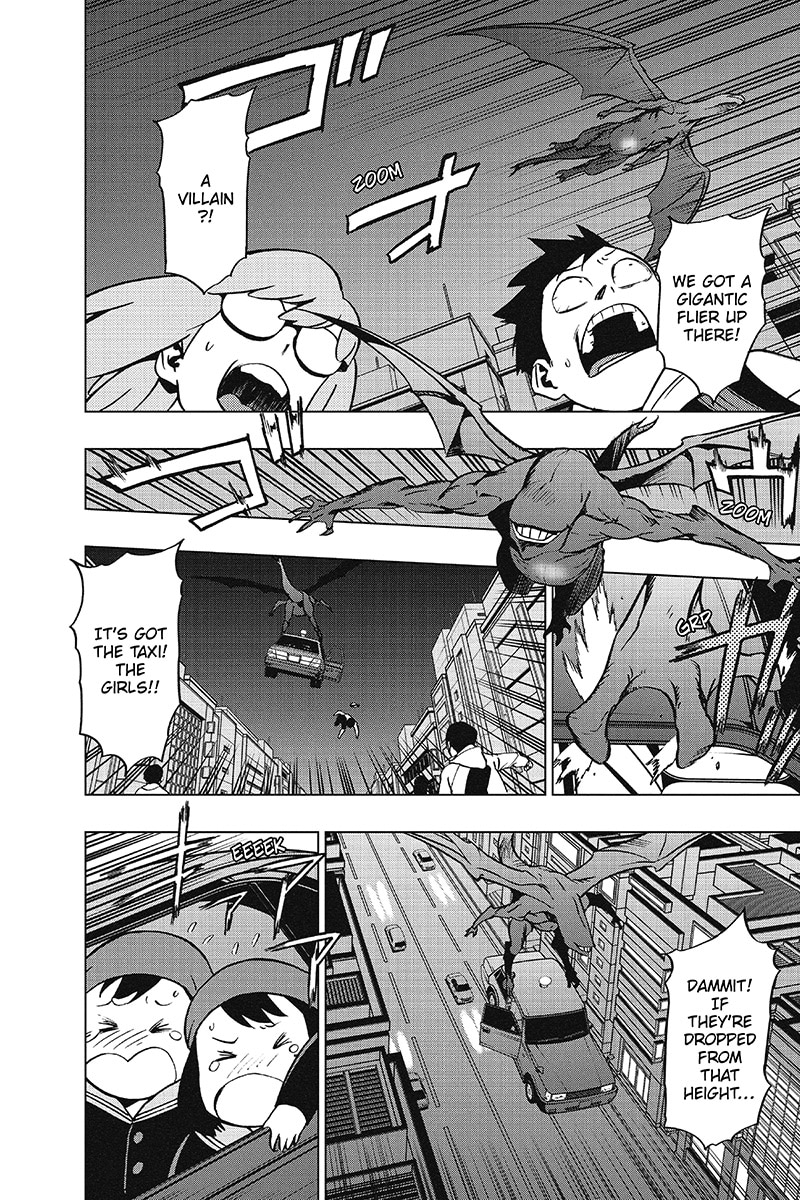 WE GOT A
GIGANTIC
FLIER UP
THERE!
ゴオ
ZOOM
A
VILLAIN
?!
ZOOM
GRP
IT'S GOT
THE TAXI!
THE
GIRLS!!
DAMMIT!
IF
THEY'RE
DROPPED
FROM
THAT
HEIGHT...
EEEEK